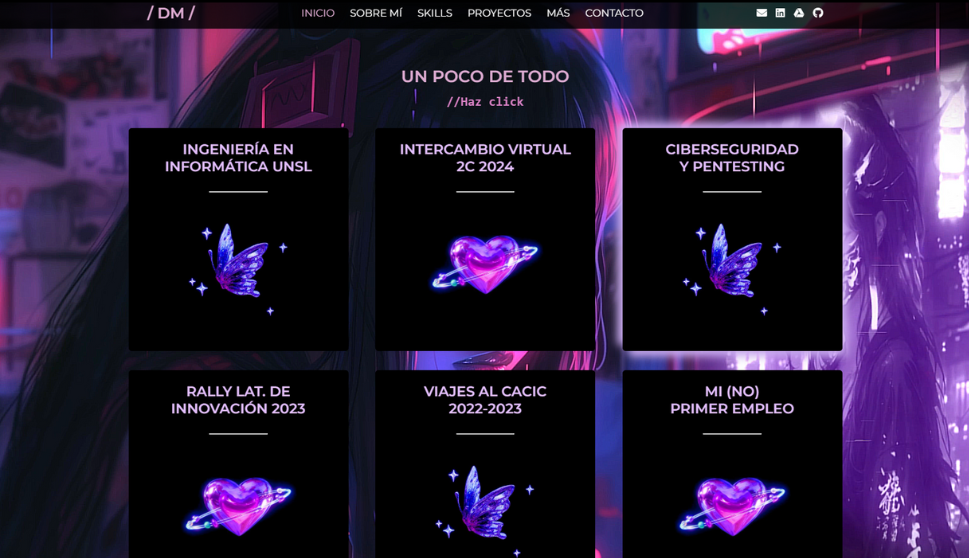 / DM /
INICIO SOBRE MÍ SKILLS PROYECTOS MÁS CONTACTO
UN POCO DE TODO
//Haz click
INGENIERÍA EN
INFORMÁTICA UNSL
INTERCAMBIO VIRTUAL
2C 2024
CIBERSEGURIDAD
Y PENTESTING
RALLY LAT. DE
INNOVACIÓN 2023
VIAJES AL CACIC
2022-2023
MI (NO)
PRIMER EMPLEO
龍